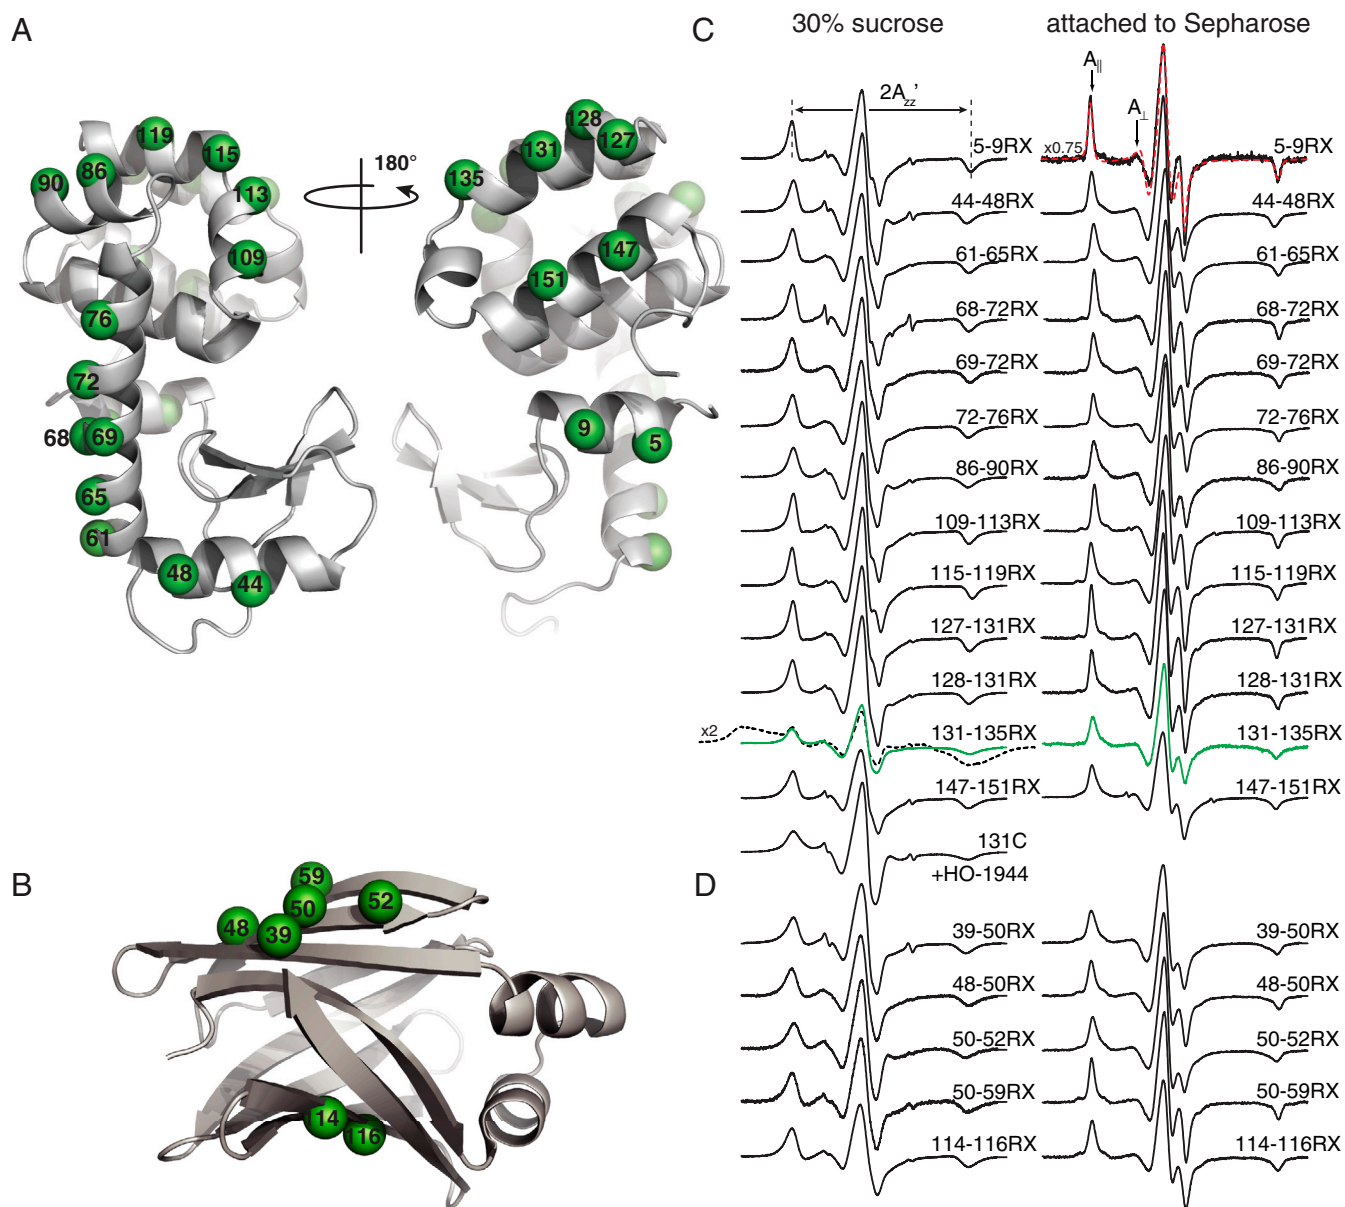 A
119
115
86
90
113
109
76
72
68
69
65
61
48
44
180°
128
127
131
135
147
151
9
5
B
59
50
52
48
39
14
116
C
30% sucrose
attached to Sepharose
2Azz'
A∥
A⊥
x0.75
5-9RX
5-9RX
44-48RX
44-48RX
61-65RX
61-65RX
68-72RX
68-72RX
69-72RX
69-72RX
72-76RX
72-76RX
86-90RX
86-90RX
109-113RX
109-113RX
115-119RX
115-119RX
127-131RX
127-131RX
128-131RX
128-131RX
x2
131-135RX
131-135RX
147-151RX
147-151RX
131C
+HO-1944
D
39-50RX
39-50RX
48-50RX
48-50RX
50-52RX
50-52RX
50-59RX
50-59RX
114-116RX
114-116RX